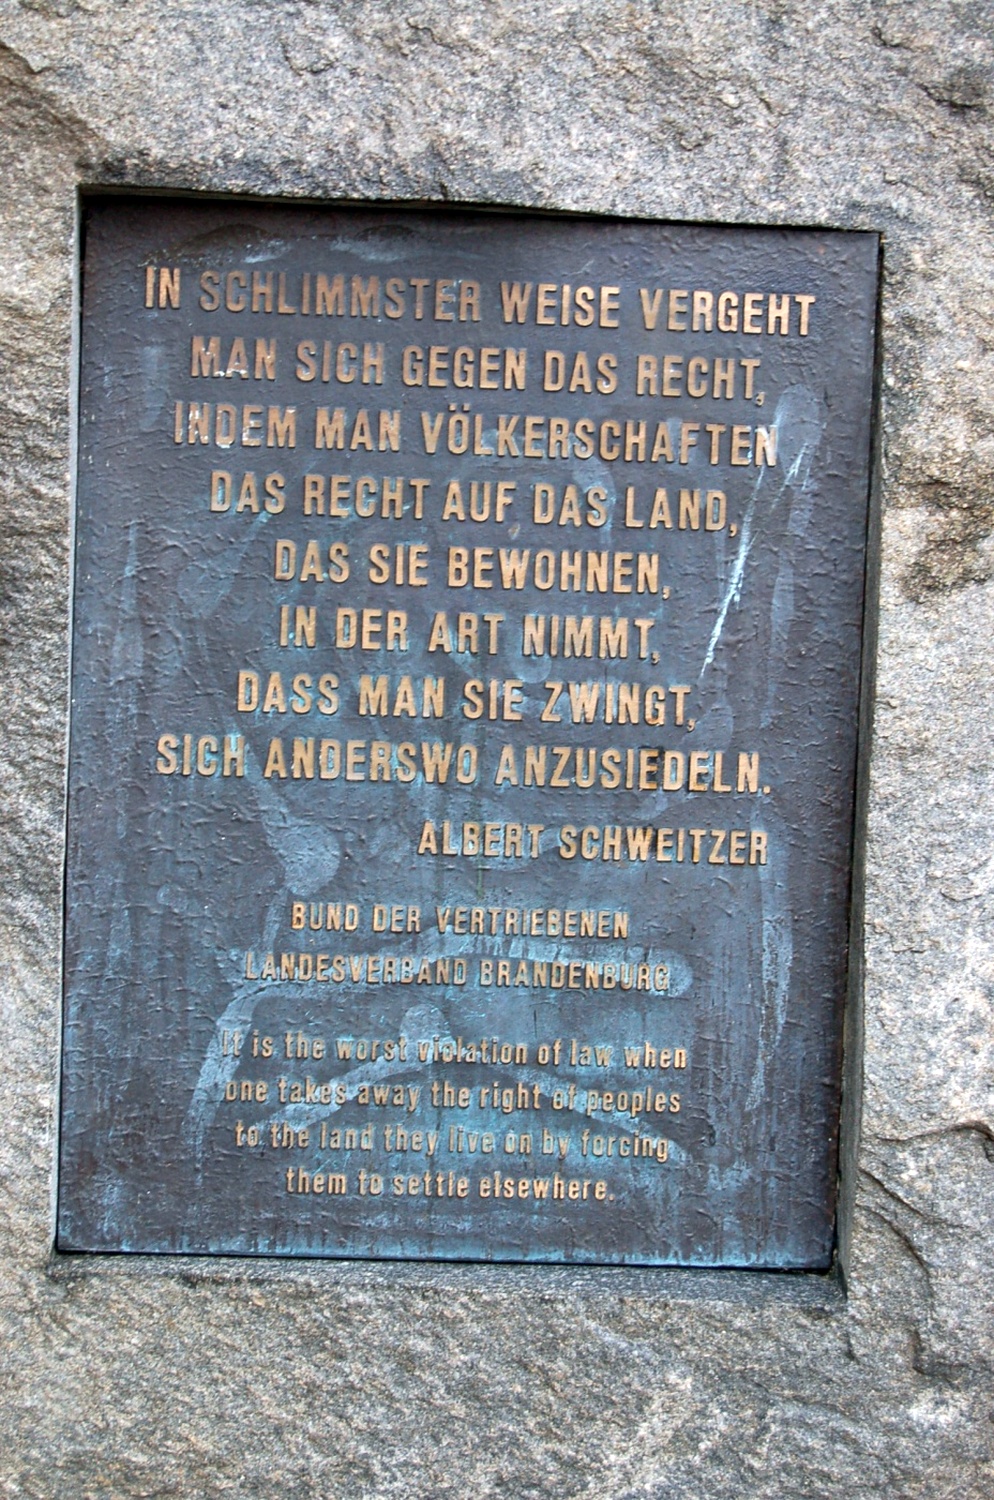 IN SCHLIMMSTER WEISE VERGEHT
MAN SICH GEGEN DAS RECHT,
INDEM MAN VÖLKERSCHAFTEN
DAS RECHT AUF DAS LAND,
DAS SIE BEWOHNEN,
IN DER ART NIMMT,
DASS MAN SIE ZWINGT,
SICH ANDERSWO ANZUSIEDELN.
ALBERT SCHWEITZER
BUND DER VERTRIEBENEN
LANDESVERBAND BRANDENBURG
It is the worst violation of law when
one takes away the right of peoples
to the land they live on by forcing
them to settle elsewhere.